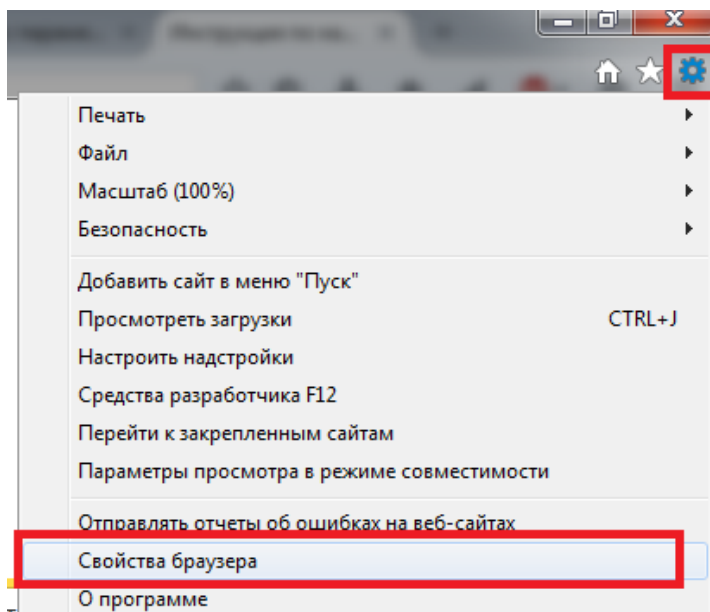 Печать
Файл
Масштаб (100%)
Безопасность
Добавить сайт в меню "Пуск"
Просмотреть загрузки CTRL+J
Настроить надстройки
Средства разработчика F12
Перейти к закрепленным сайтам
Параметры просмотра в режиме совместимости
Отправлять отчеты об ошибках на веб-сайтах
Свойства браузера
О программе